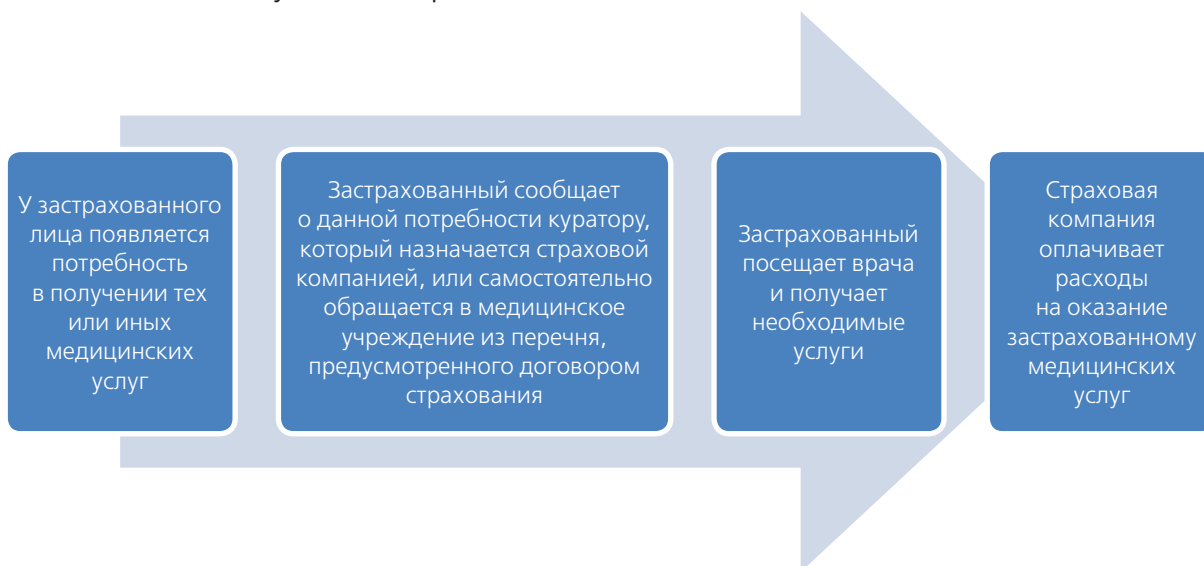 У застрахованного
лица появляется
потребность
в получении тех
или иных
медицинских
услуг
Застрахованный сообщает
о данной потребности куратору,
который назначается страховой
компанией, или самостоятельно
обращается в медицинское
учреждение из перечня,
предусмотренного договором
страхования
Застрахованный
посещает врача
и получает
необходимые
услуги
Страховая
компания
оплачивает
расходы
на оказание
застрахованному
медицинских
услуг